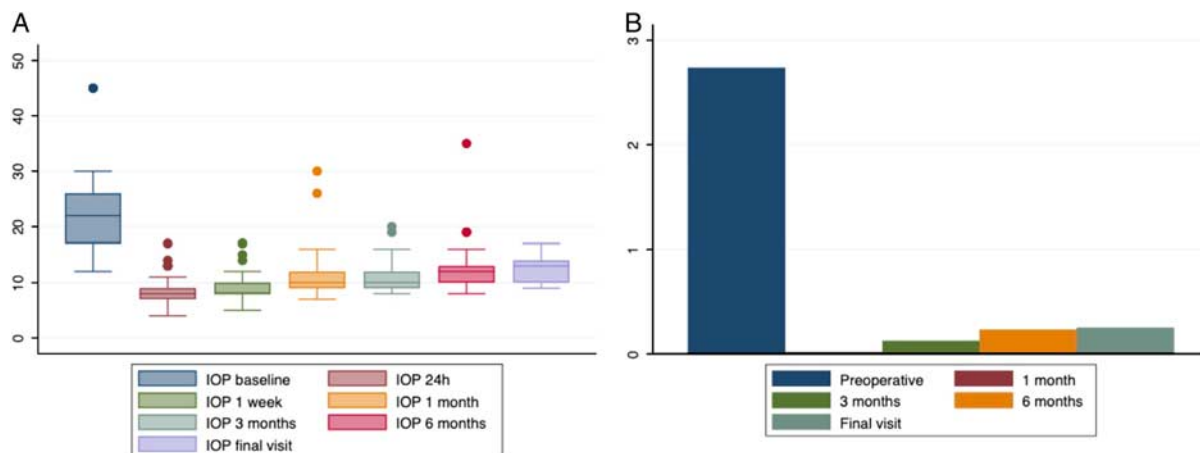 A
50
40
30
20
10
0
IOP baseline IOP 24h
IOP 1 week IOP 1 month
IOP 3 months IOP 6 months
IOP final visit
B
3
2
1
0
Preoperative 1 month
3 months 6 months
Final visit